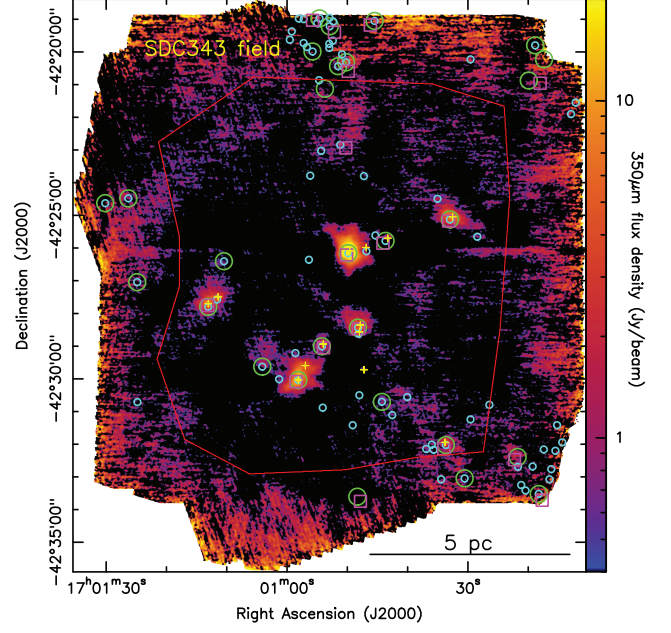 SDC343 field
−42°20'00"
−42°25'00"
−42°30'00"
−42°35'00"
Declination (J2000)
17ʰ01ᵐ30ˢ
01ᵐ00ˢ
30ˢ
Right Ascension (J2000)
5 pc
10
1
350μm flux density (Jy/beam)